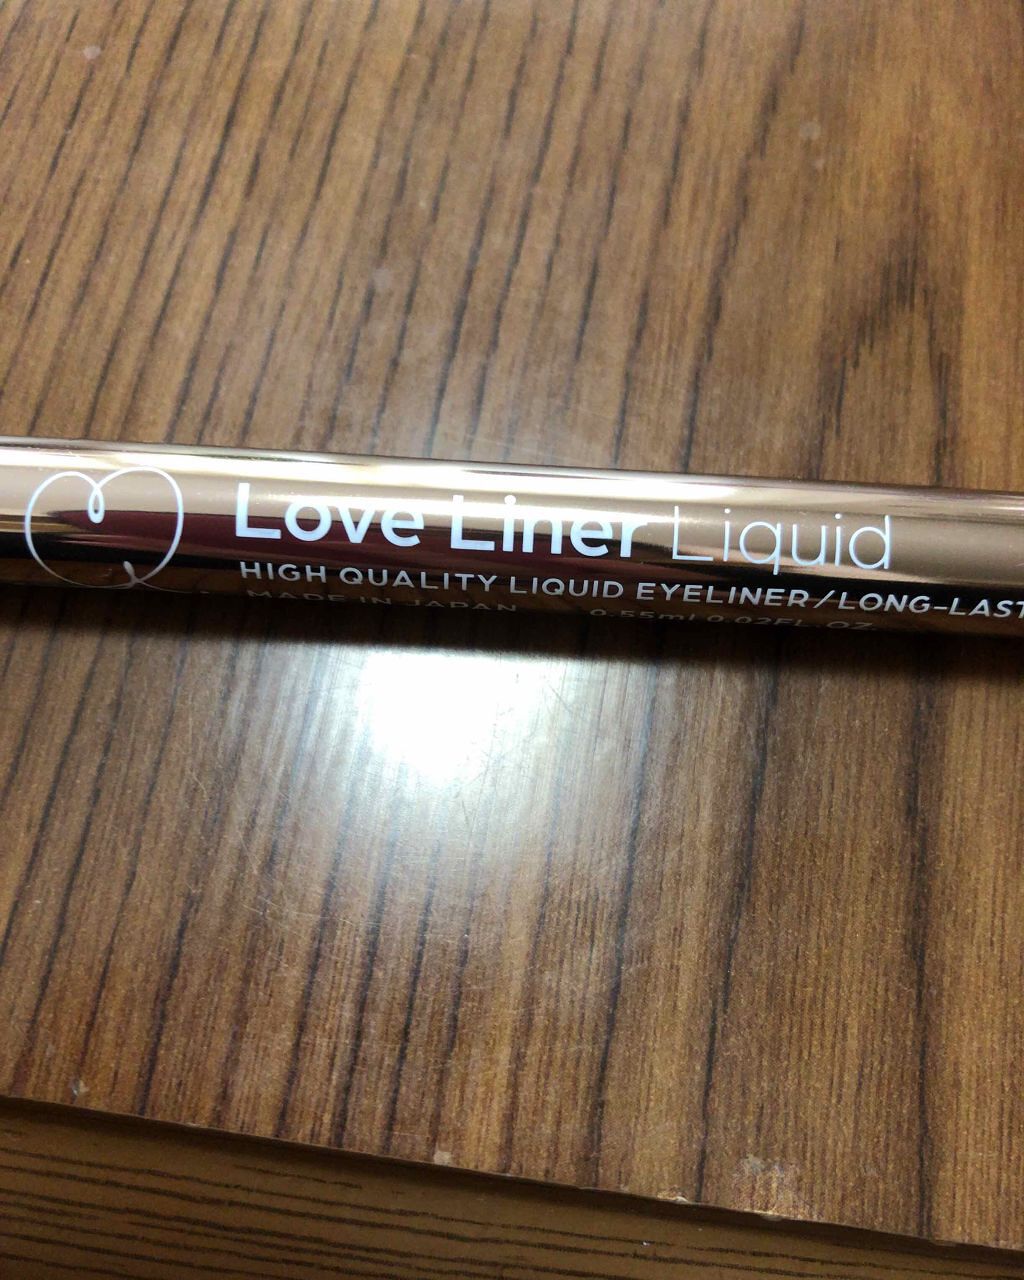 Love Liner Liquid
HIGH QUALITY LIQUID EYELINER/LONG-LAST
MADE IN JAPAN 0.55ml 0.02FL. OZ.